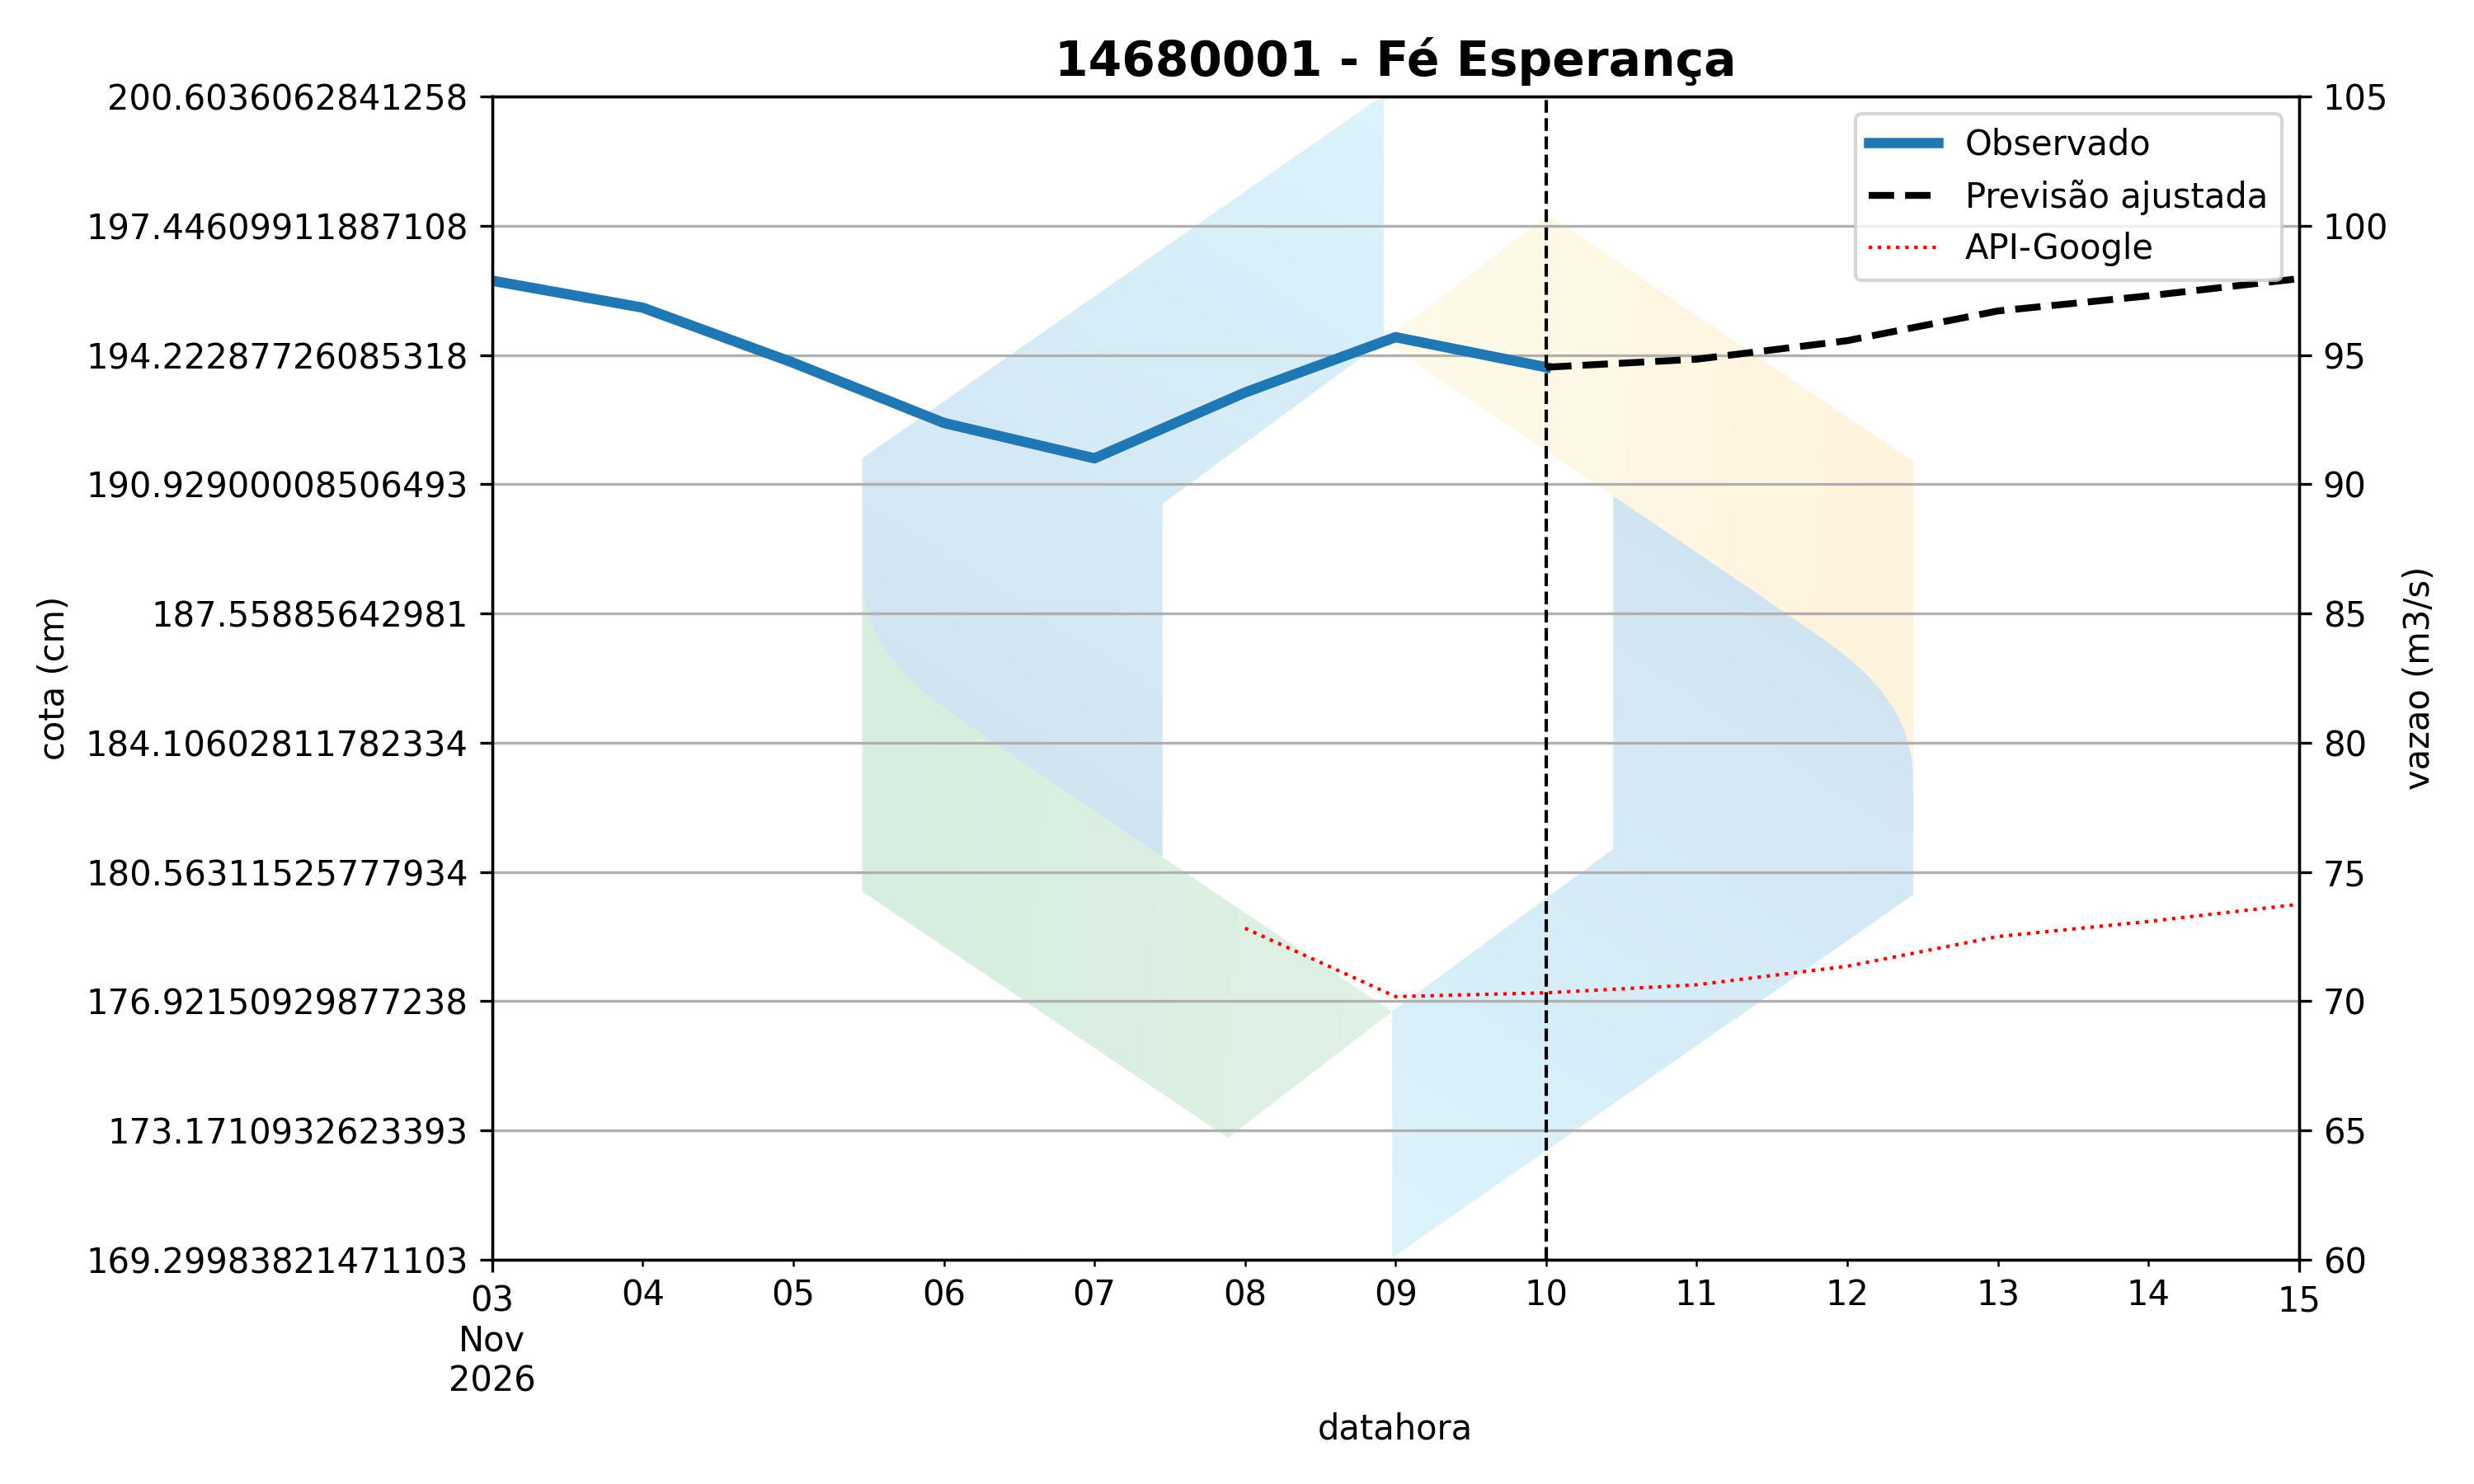 14680001 - Fé Esperança
200.6036062841258
197.44609911887108
194.22287726085318
190.92900008506493
187.55885642981
184.10602811782334
180.56311525777934
176.92150929877238
173.1710932623393
169.29983821471103
cota (cm)
105
100
95
90
85
80
75
70
65
60
vazao (m3/s)
Observado
Previsão ajustada
API-Google
03 04 05 06 07 08 09 10 11 12 13 14 15
Nov
2026
datahora